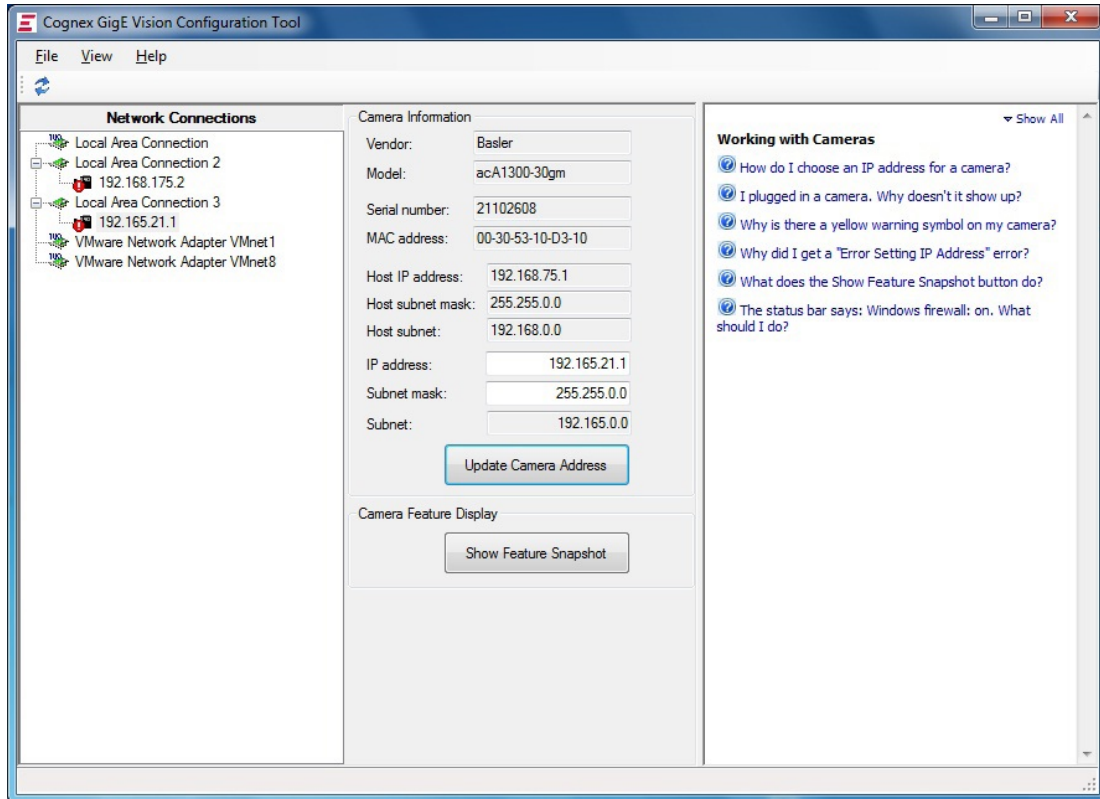 Cognex GigE Vision Configuration Tool
File View Help
Network Connections
Local Area Connection
Local Area Connection 2
192.168.175.2
Local Area Connection 3
192.165.21.1
VMware Network Adapter VMnet1
VMware Network Adapter VMnet8
Camera Information
Vendor: Basler
Model: acA1300-30gm
Serial number: 21102608
MAC address: 00-30-53-10-D3-10
Host IP address: 192.168.75.1
Host subnet mask: 255.255.0.0
Host subnet: 192.168.0.0
IP address: 192.165.21.1
Subnet mask: 255.255.0.0
Subnet: 192.165.0.0
Update Camera Address
Camera Feature Display
Show Feature Snapshot
Show All
Working with Cameras
How do I choose an IP address for a camera?
I plugged in a camera. Why doesn't it show up?
Why is there a yellow warning symbol on my camera?
Why did I get a "Error Setting IP Address" error?
What does the Show Feature Snapshot button do?
The status bar says: Windows firewall: on. What
should I do?